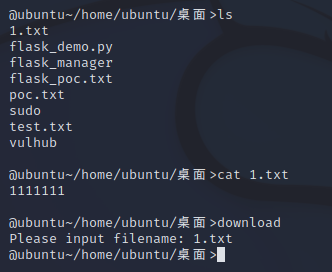 @ubuntu~/home/ubuntu/桌面>ls
1.txt
flask_demo.py
flask_manager
flask_poc.txt
poc.txt
sudo
test.txt
vulhub
@ubuntu~/home/ubuntu/桌面>cat 1.txt
1111111
@ubuntu~/home/ubuntu/桌面>download
Please input filename: 1.txt
@ubuntu~/home/ubuntu/桌面>